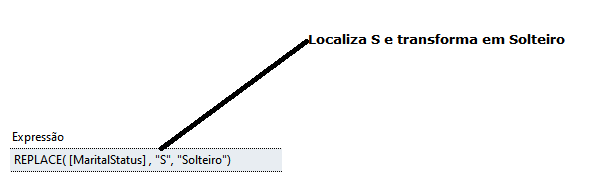 Localiza S e transforma em Solteiro
Expressão
REPLACE( [MaritalStatus] , "S", "Solteiro")